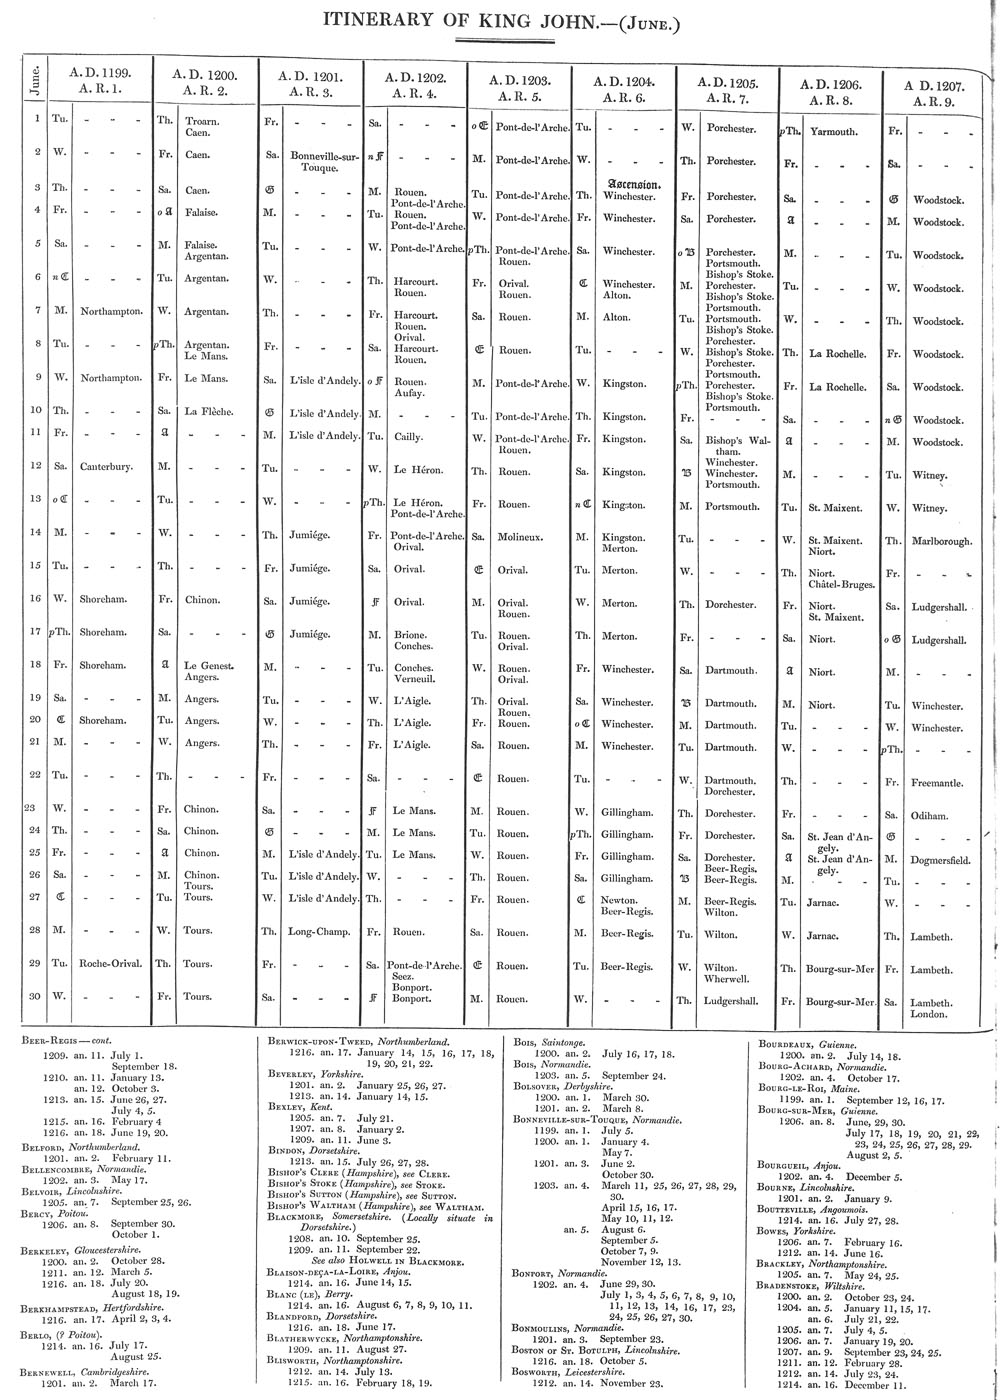 ITINERARY OF KING JOHN.—(JUNE.)
June. A.D. 1199. A.R. 1. A.D. 1200. A.R. 2. A.D. 1201. A.R. 3. A.D. 1202. A.R. 4. A.D. 1203. A.R. 5. A.D. 1204. A.R. 6. A.D. 1205. A.R. 7. A.D. 1206. A.R. 8. A D. 1207. A.R. 9.
1 Tu. - - - Th. Troarn. Caen. Fr. - - - Sa. - - - o E Pont-de-l'Arche. Tu. - - - W. Porchester. pTh. Yarmouth. Fr. - - -
2 W. - - - Fr. Caen. Sa. Bonneville-sur-Touque. n F - - - M. Pont-de-l'Arche. W. - - - Th. Porchester. Fr. - - - Sa. - - -
3 Th. - - - Sa. Caen. G - - - M. Rouen. Pont-de-l'Arche. Tu. Pont-de-l'Arche. Th. Ascension. Winchester. Fr. Porchester. Sa. - - - G Woodstock.
4 Fr. - - - o A Falaise. M. - - - Tu. Rouen. Pont-de-l'Arche. W. Pont-de-l'Arche. Fr. Winchester. Sa. Porchester. A - - - M. Woodstock.
5 Sa. - - - M. Falaise. Argentan. Tu. - - - W. Pont-de-l'Arche. pTh. Pont-de-l'Arche. Rouen. Sa. Winchester. o B Porchester. Portsmouth. Bishop's Stoke. M. - - - Tu. Woodstock.
6 n C - - - Tu. Argentan. W. - - - Th. Harcourt. Rouen. Fr. Orival. Rouen. C Winchester. Alton. M. Porchester. Bishop's Stoke. Portsmouth. Tu. - - - W. Woodstock.
7 M. Northampton. W. Argentan. Th. - - - Fr. Harcourt. Rouen. Orival. Sa. Rouen. M. Alton. Tu. Portsmouth. Bishop's Stoke. Porchester. W. - - - Th. Woodstock.
8 Tu. - - - pTh. Argentan. Le Mans. Fr. - - - Sa. Harcourt. Rouen. E Rouen. Tu. - - - W. Bishop's Stoke. Porchester. Portsmouth. Th. La Rochelle. Fr. Woodstock.
9 W. Northampton. Fr. Le Mans. Sa. L'isle d'Andely. o F Rouen. Aufay. M. Pont-de-l'Arche. W. Kingston. pTh. Porchester. Bishop's Stoke. Portsmouth. Fr. La Rochelle. Sa. Woodstock.
10 Th. - - - Sa. La Flèche. G L'isle d'Andely. M. - - - Tu. Pont-de-l'Arche. Th. Kingston. Fr. - - - Sa. - - - n G Woodstock.
11 Fr. - - - A - - - M. L'isle d'Andely. Tu. Cailly. W. Pont-de-l'Arche. Rouen. Fr. Kingston. Sa. Bishop's Waltham. Winchester. A - - - M. Woodstock.
12 Sa. Canterbury. M. - - - Tu. - - - W. Le Héron. Th. Rouen. Sa. Kingston. B Winchester. Portsmouth. M. - - - Tu. Witney.
13 o C - - - Tu. - - - W. - - - pTh. Le Héron. Pont-de-l'Arche. Fr. Rouen. n C Kingston. M. Portsmouth. Tu. St. Maixent. W. Witney.
14 M. - - - W. - - - Th. Jumiége. Fr. Pont-de-l'Arche. Orival. Sa. Molineux. M. Kingston. Merton. Tu. - - - W. St. Maixent. Niort. Th. Marlborough.
15 Tu. - - - Th. - - - Fr. Jumiége. Sa. Orival. E Orival. Tu. Merton. W. - - - Th. Niort. Châtel-Bruges. Fr. - - -
16 W. Shoreham. Fr. Chinon. Sa. Jumiége. F Orival. M. Orival. Rouen. W. Merton. Th. Dorchester. Fr. Niort. St. Maixent. Sa. Ludgershall.
17 pTh. Shoreham. Sa. - - - G Jumiége. M. Brione. Conches. Tu. Rouen. Orival. Th. Merton. Fr. - - - Sa. Niort. o G Ludgershall.
18 Fr. Shoreham. A Le Genest. Angers. M. - - - Tu. Conches. Verneuil. W. Rouen. Orival. Fr. Winchester. Sa. Dartmouth. A Niort. M. - - -
19 Sa. - - - M. Angers. Tu. - - - W. L'Aigle. Th. Orival. Rouen. Sa. Winchester. B Dartmouth. M. Niort. Tu. Winchester.
20 C Shoreham. Tu. Angers. W. - - - Th. L'Aigle. Fr. Rouen. o C Winchester. M. Dartmouth. Tu. - - - W. Winchester.
21 M. - - - W. Angers. Th. - - - Fr. L'Aigle. Sa. Rouen. M. Winchester. Tu. Dartmouth. W. - - - pTh. - - -
22 Tu. - - - Th. - - - Fr. - - - Sa. - - - E Rouen. Tu. - - - W. Dartmouth. Dorchester. Th. - - - Fr. Freemantle.
23 W. - - - Fr. Chinon. Sa. - - - F Le Mans. M. Rouen. W. Gillingham. Th. Dorchester. Fr. - - - Sa. Odiham.
24 Th. - - - Sa. Chinon. G - - - M. Le Mans. Tu. Rouen. pTh. Gillingham. Fr. Dorchester. Sa. St. Jean d'Angely. G - - -
25 Fr. - - - A Chinon. M. L'isle d'Andely. Tu. Le Mans. W. Rouen. Fr. Gillingham. Sa. Dorchester. Beer-Regis. A St. Jean d'Angely. M. Dogmersfield.
26 Sa. - - - M. Chinon. Tours. Tu. L'isle d'Andely. W. - - - Th. Rouen. Sa. Gillingham. B Beer-Regis. M. - - - Tu. - - -
27 C - - - Tu. Tours. W. L'isle d'Andely. Th. - - - Fr. Rouen. C Newton. Beer-Regis. M. Beer-Regis. Wilton. Tu. Jarnac. W. - - -
28 M. - - - W. Tours. Th. Long-Champ. Fr. Rouen. Sa. Rouen. M. Beer-Regis. Tu. Wilton. W. Jarnac. Th. Lambeth.
29 Tu. Roche-Orival. Th. Tours. Fr. - - - Sa. Pont-de-l'Arche. Seez. Bonport. E Rouen. Tu. Beer-Regis. W. Wilton. Wherwell. Th. Bourg-sur-Mer Fr. Lambeth.
30 W. - - - Fr. Tours. Sa. - - - F Bonport. M. Rouen. W. - - - Th. Ludgershall. Fr. Bourg-sur-Mer. Sa. Lambeth. London.
BEER-REGIS—cont.
1209. an. 11. July 1.
September 18.
1210. an. 11. January 13.
an. 12. October 3.
1213. an. 15. June 26, 27.
July 4, 5.
1215. an. 16. February 4
1216. an. 18. June 19, 20.
BELFORD, Northumberland.
1201. an. 2. February 11.
BELLENCOMBRE, Normandie.
1202. an. 3. May 17.
BELVOIR, Lincolnshire.
1205. an. 7. September 25, 26.
BERCY, Poitou.
1206. an. 8. September 30.
October 1.
BERKELEY, Gloucestershire.
1200. an. 2. October 28.
1211. an. 12. March 5.
1216. an. 18. July 20.
August 18, 19.
BERKHAMPSTEAD, Hertfordshire.
1216. an. 17. April 2, 3, 4.
BERLO, (? Poitou).
1214. an. 16. July 17.
August 25.
BERNEWELL, Cambridgeshire.
1201. an. 2. March 17.
BERWICK-UPON-TWEED, Northumberland.
1216. an. 17. January 14, 15, 16, 17, 18,
19, 20, 21, 22.
BEVERLEY, Yorkshire.
1201. an. 2. January 25, 26, 27.
1213. an. 14. January 14, 15.
BEXLEY, Kent.
1205. an. 7. July 21.
1207. an. 8. January 2.
1209. an. 11. June 3.
BINDON, Dorsetshire.
1213. an. 15. July 26, 27, 28.
BISHOP'S CLERE (Hampshire), see CLERE.
BISHOP'S STOKE (Hampshire), see STOKE.
BISHOP'S SUTTON (Hampshire), see SUTTON.
BISHOP'S WALTHAM (Hampshire), see WALTHAM.
BLACKMORE, Somersetshire. (Locally situate in
Dorsetshire.)
1208. an. 10. September 25.
1209. an. 11. September 22.
See also HOLWELL IN BLACKMORE.
BLAISON-DEÇA-LA-LOIRE, Anjou.
1214. an. 16. June 14, 15.
BLANC (LE), Berry.
1214. an. 16. August 6, 7, 8, 9, 10, 11.
BLANDFORD, Dorsetshire.
1216. an. 18. June 17.
BLATHERWYCKE, Northamptonshire.
1209. an. 11. August 27.
BLISWORTH, Northamptonshire.
1212. an. 14. July 13.
1215. an. 16. February 18, 19.
BOIS, Saintonge.
1200. an. 2. July 16, 17, 18.
BOIS, Normandie.
1203. an. 5. September 24.
BOLSOVER, Derbyshire.
1200. an. 1. March 30.
1201. an. 2. March 8.
BONNEVILLE-SUR-TOUQUE, Normandie.
1199. an. 1. July 5.
1200. an. 1. January 4.
May 7.
1201. an. 3. June 2.
October 30.
1203. an. 4. March 11, 25, 26, 27, 28, 29,
30.
April 15, 16, 17.
May 10, 11, 12.
an. 5. August 6.
September 5.
October 7, 9.
November 12, 13.
BONFORT, Normandie.
1202. an. 4. June 29, 30.
July 1, 3, 4, 5, 6, 7, 8, 9, 10,
11, 12, 13, 14, 16, 17, 23,
24, 25, 26, 27, 30.
BONMOULINS, Normandie.
1201. an. 3. September 23.
BOSTON OR ST. BOTULPH, Lincolnshire.
1216. an. 18. October 5.
BOSWORTH, Leicestershire.
1212. an. 14. November 23.
BOURDEAUX, Guienne.
1200. an. 2. July 14, 18.
BOURG-ACHARD, Normandie.
1202. an. 4. October 17.
BOURG-LE-ROI, Maine.
1199. an. 1. September 12, 16, 17.
BOURG-SUR-MER, Guienne.
1206. an. 8. June, 29, 30.
July 17, 18, 19, 20, 21, 22,
23, 24, 25, 26, 27, 28, 29.
August 2, 5.
BOURGUEIL, Anjou.
1202. an. 4. December 5.
BOURNE, Lincolnshire.
1201. an. 2. January 9.
BOUTTEVILLE, Angoumois.
1214. an. 16. July 27, 28.
BOWES, Yorkshire.
1206. an. 7. February 16.
1212. an. 14. June 16.
BRACKLEY, Northamptonshire.
1205. an. 7. May 24, 25.
BRADENSTOKE, Wiltshire.
1200. an. 2. October 23, 24.
1204. an. 5. January 11, 15, 17.
an. 6. July 21, 22.
1205. an. 7. July 4, 5.
1206. an. 7. January 19, 20.
1207. an. 9. September 23, 24, 25.
1211. an. 12. February 28.
1212. an. 14. July 23, 24.
1214. an. 16. December 11.